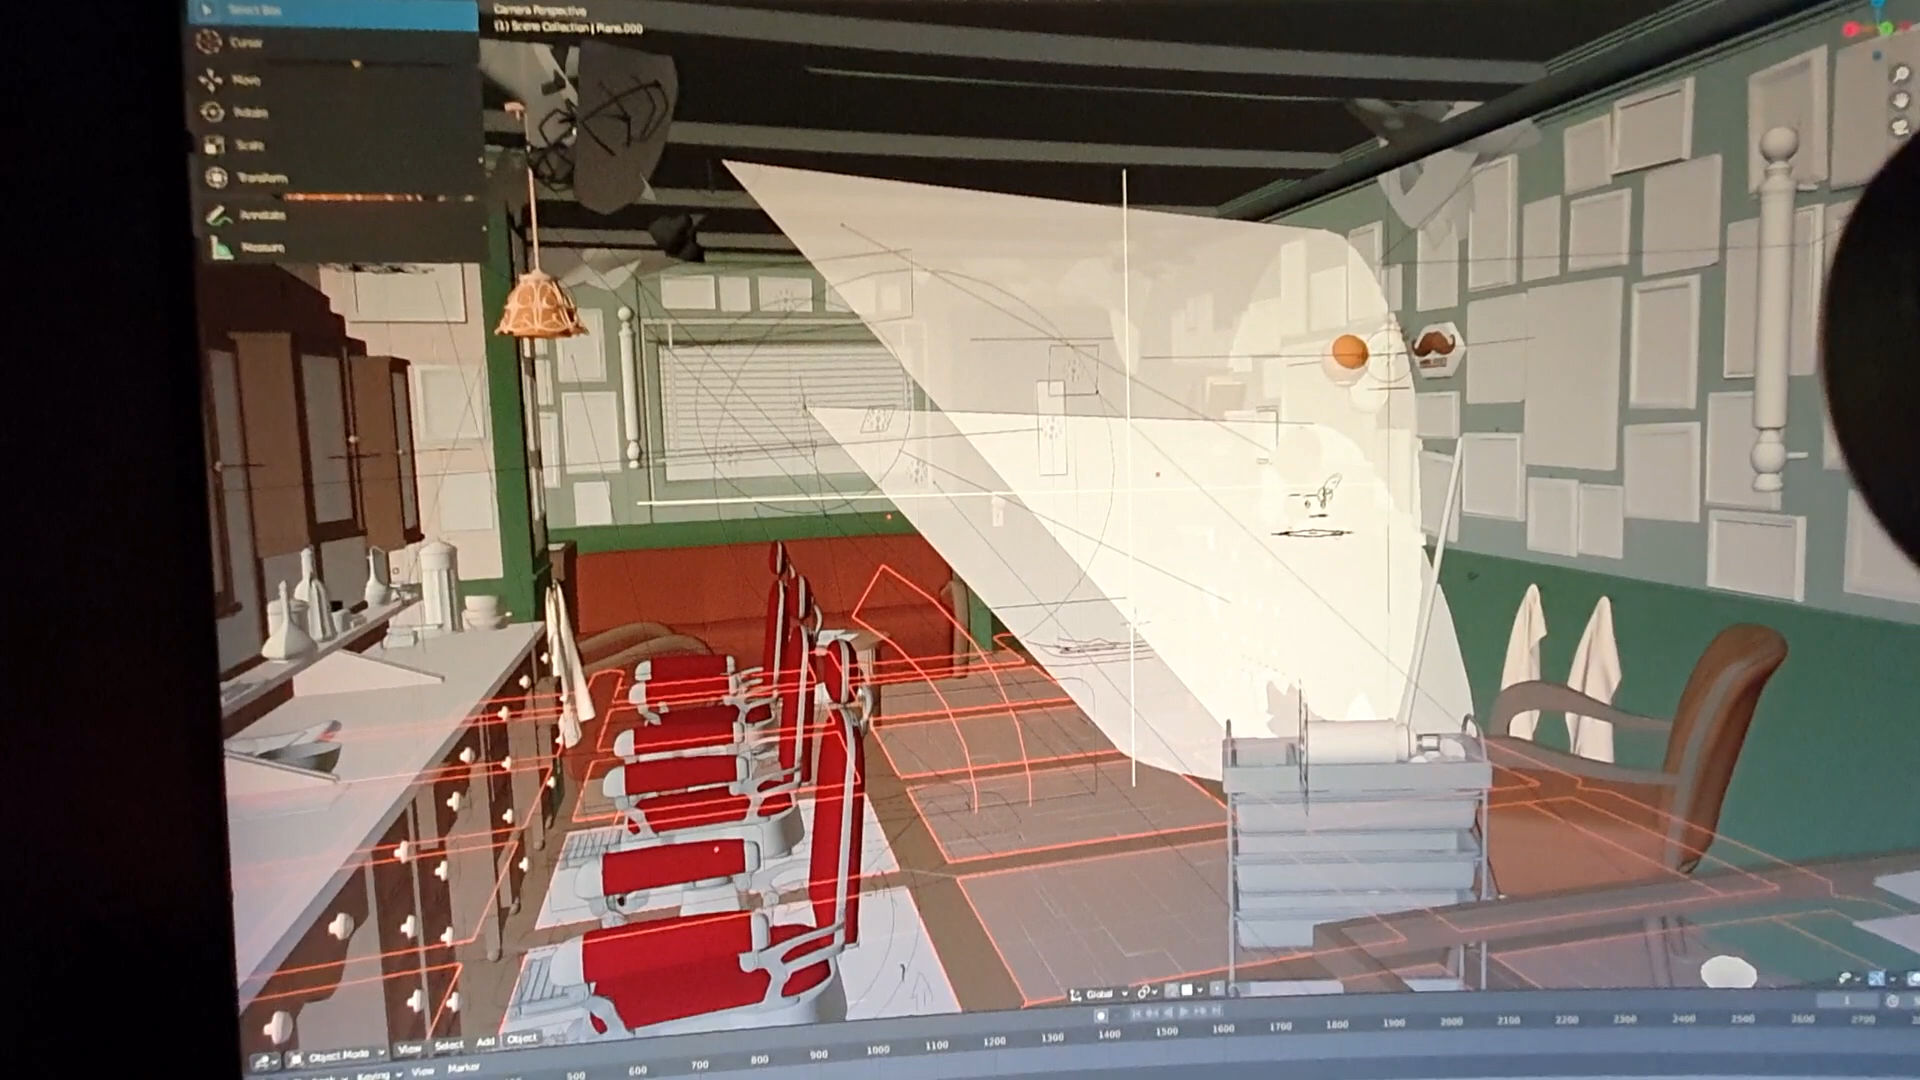 Select Box
Cursor
Move
Rotate
Scale
Transform
Annotate
Measure
Camera Perspective
(1) Scene Collection | Plane.000
Global
Object Mode
View
Select
Add
Object
Keying
View
Marker
1
500
600
700
800
900
1000
1100
1200
1300
1400
1500
1600
1700
1800
1900
2000
2100
2200
2300
2400
2500
2600
2700